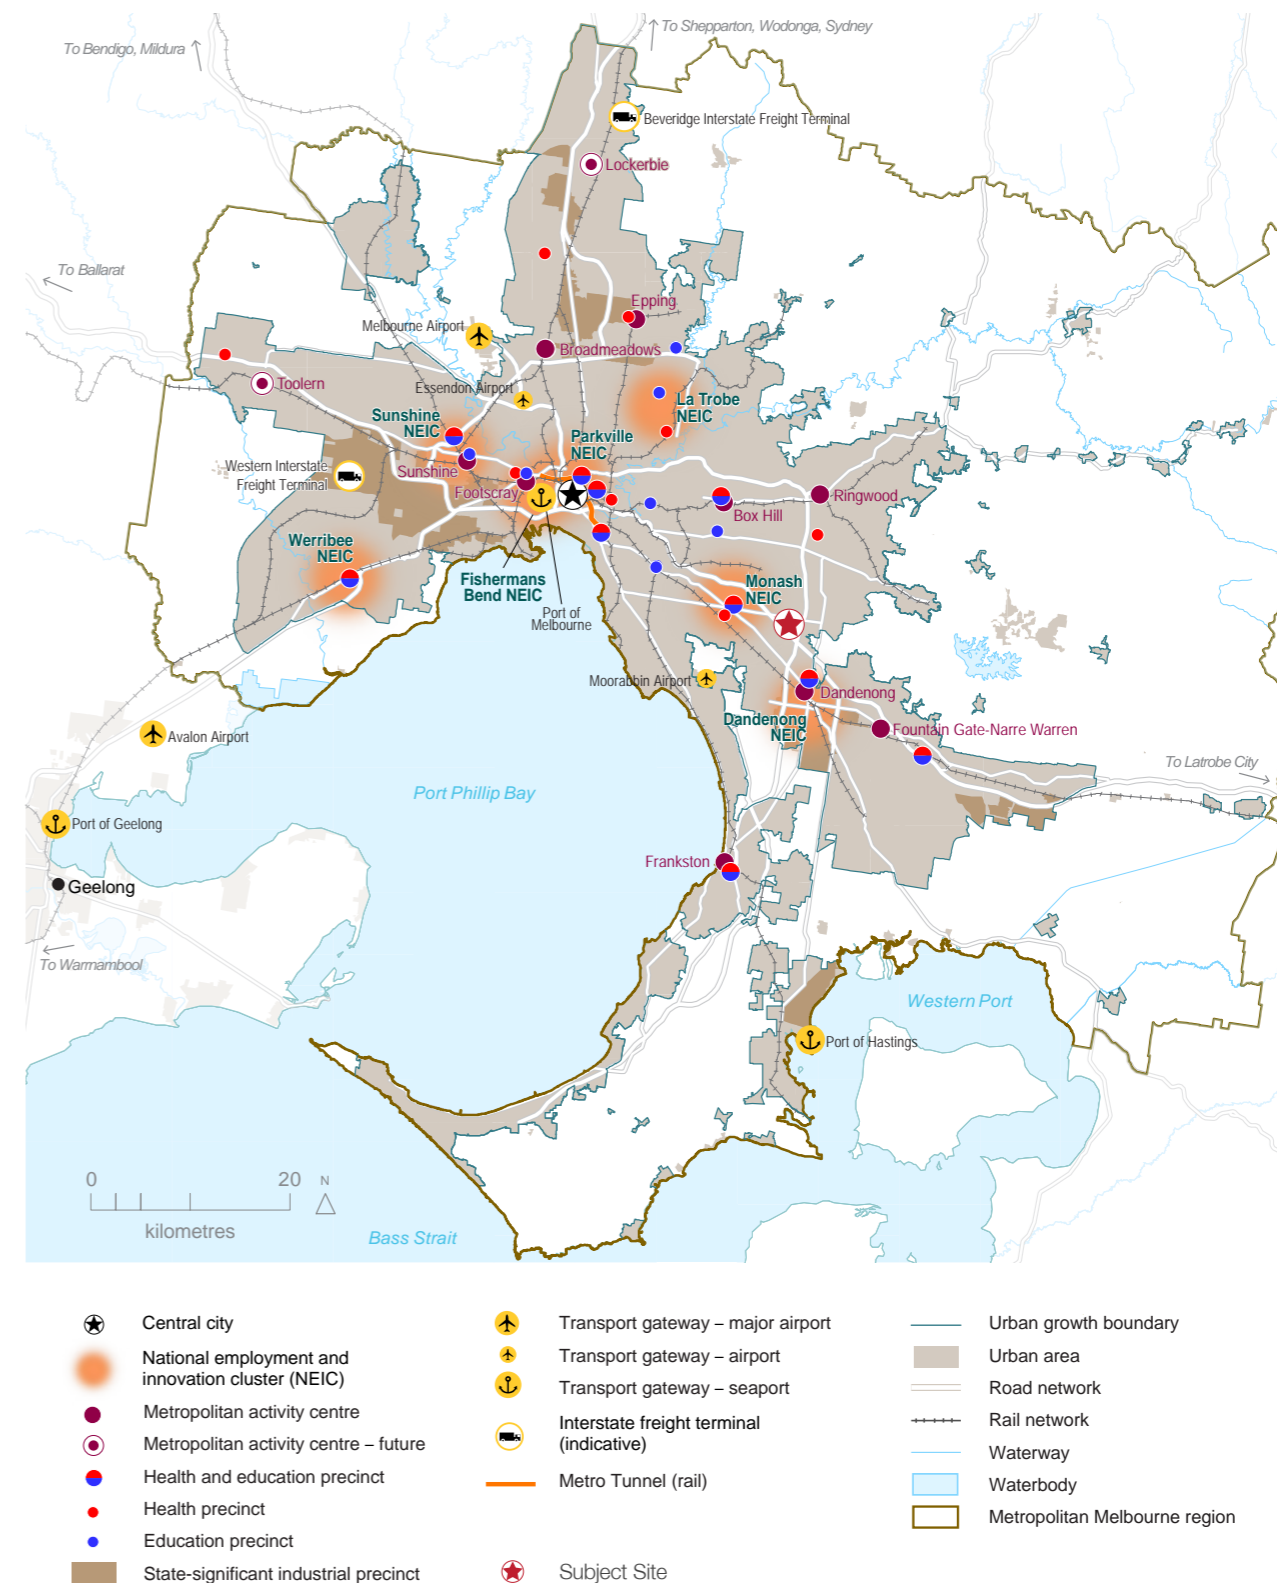 To Shepparton, Wodonga, Sydney
To Bendigo, Mildura
Beveridge Interstate Freight Terminal
Lockerbie
To Ballarat
Epping
Melbourne Airport
Broadmeadows
Toolern
Essendon Airport
La Trobe
NEIC
Sunshine
NEIC
Parkville
NEIC
Western Interstate
Freight Terminal
Sunshine
Footscray
Ringwood
Box Hill
Werribee
NEIC
Fishermans
Bend NEIC
Port of
Melbourne
Monash
NEIC
Moorabbin Airport
Dandenong
Dandenong
NEIC
Fountain Gate-Narre Warren
Avalon Airport
To Latrobe City
Port Phillip Bay
Port of Geelong
Frankston
Geelong
To Warrnambool
Western Port
Port of Hastings
0 20 N
kilometres
Bass Strait
Central city
National employment and
innovation cluster (NEIC)
Metropolitan activity centre
Metropolitan activity centre – future
Health and education precinct
Health precinct
Education precinct
State-significant industrial precinct
Transport gateway – major airport
Transport gateway – airport
Transport gateway – seaport
Interstate freight terminal
(indicative)
Metro Tunnel (rail)
Subject Site
Urban growth boundary
Urban area
Road network
Rail network
Waterway
Waterbody
Metropolitan Melbourne region